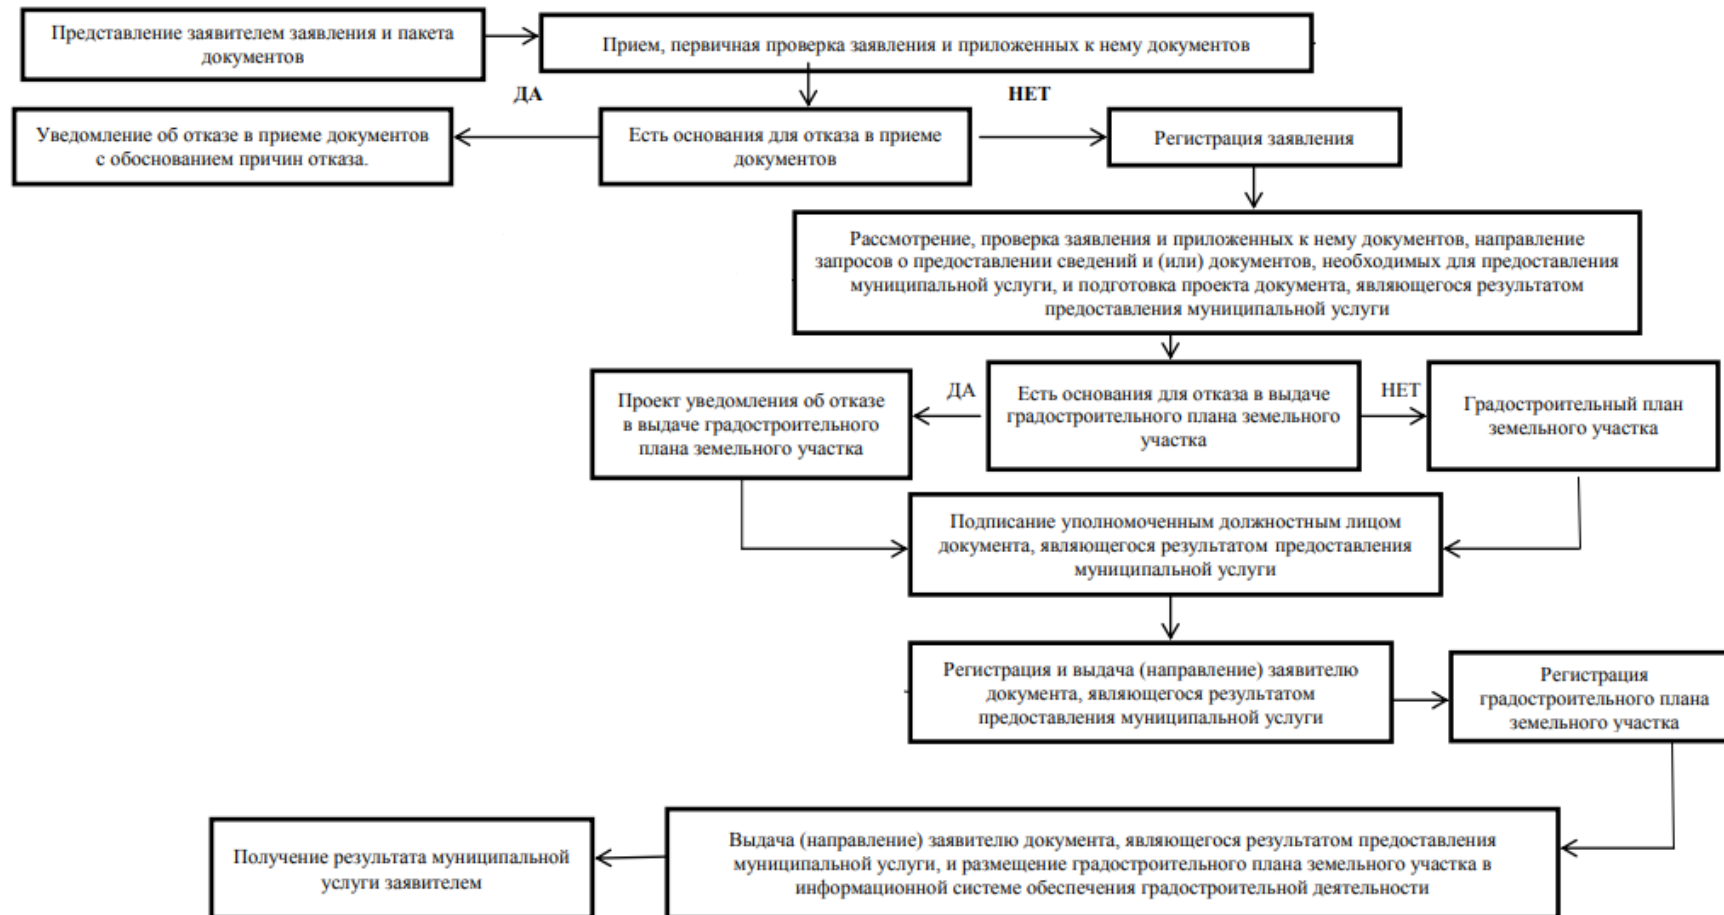 Представление заявителем заявления и пакета
документов
Прием, первичная проверка заявления и приложенных к нему документов
ДА
НЕТ
Уведомление об отказе в приеме документов
с обоснованием причин отказа.
Есть основания для отказа в приеме
документов
Регистрация заявления
Рассмотрение, проверка заявления и приложенных к нему документов, направление
запросов о предоставлении сведений и (или) документов, необходимых для предоставления
муниципальной услуги, и подготовка проекта документа, являющегося результатом
предоставления муниципальной услуги
Проект уведомления об отказе
в выдаче градостроительного
плана земельного участка
ДА
Есть основания для отказа в выдаче
градостроительного плана земельного
участка
НЕТ
Градостроительный план
земельного участка
Подписание уполномоченным должностным лицом
документа, являющегося результатом предоставления
муниципальной услуги
Регистрация и выдача (направление) заявителю
документа, являющегося результатом
предоставления муниципальной услуги
Регистрация
градостроительного плана
земельного участка
Получение результата муниципальной
услуги заявителем
Выдача (направление) заявителю документа, являющегося результатом предоставления
муниципальной услуги, и размещение градостроительного плана земельного участка в
информационной системе обеспечения градостроительной деятельности